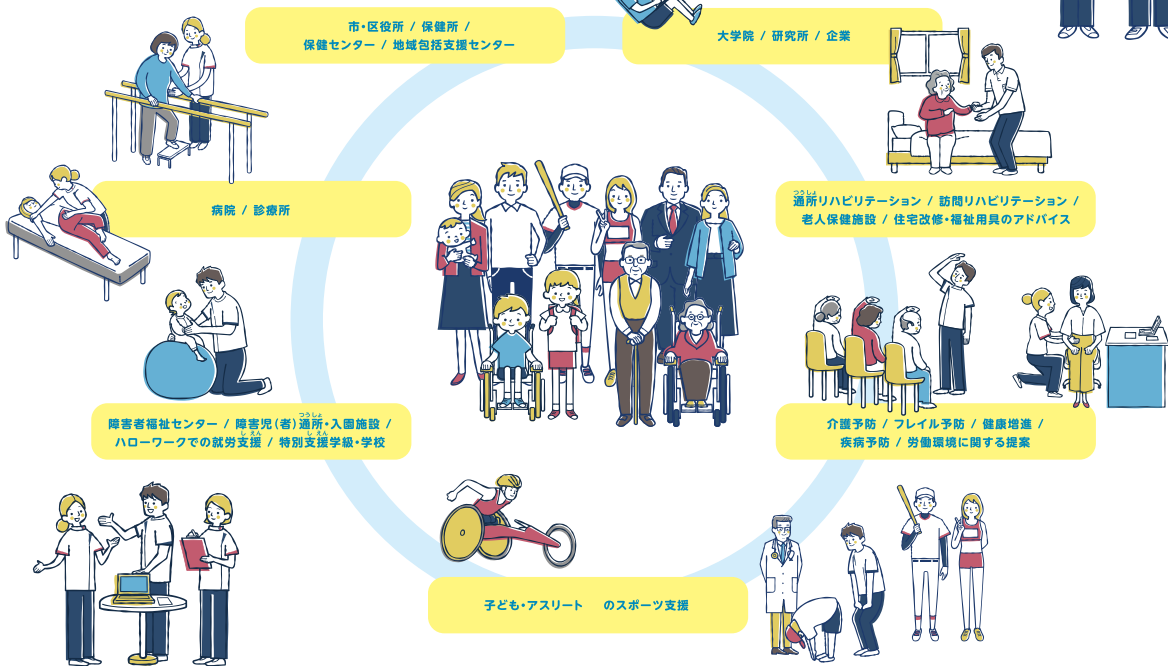 市・区役所 / 保健所 /
保健センター / 地域包括支援センター
大学院 / 研究所 / 企業
病院 / 診療所
つうしょ
通所リハビリテーション / 訪問リハビリテーション /
老人保健施設 / 住宅改修・福祉用具のアドバイス
つうしょ
障害者福祉センター / 障害児(者)通所・入園施設 /
しえん しえん
ハローワークでの就労支援 / 特別支援学級・学校
介護予防 / フレイル予防 / 健康増進 /
疾病予防 / 労働環境に関する提案
子ども・アスリート のスポーツ支援